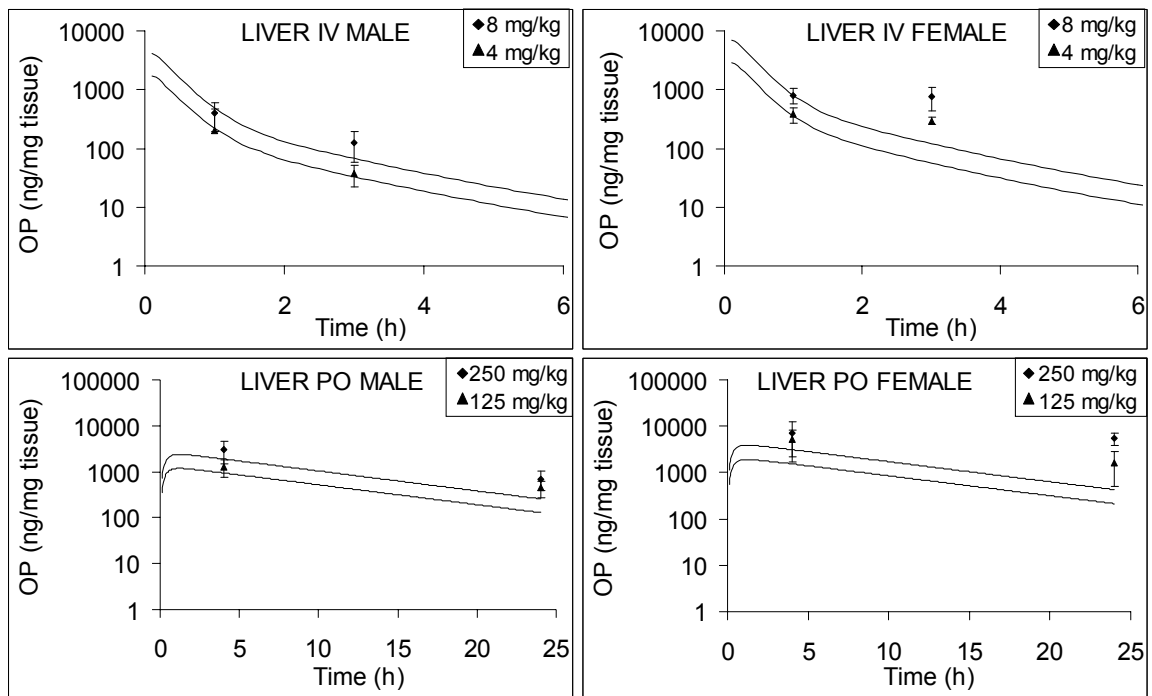 LIVER IV MALE
◆ 8 mg/kg
▲ 4 mg/kg
OP (ng/mg tissue)
10000
1000
100
10
1
0 2 4 6
Time (h)
LIVER IV FEMALE
◆ 8 mg/kg
▲ 4 mg/kg
OP (ng/mg tissue)
10000
1000
100
10
1
0 2 4 6
Time (h)
LIVER PO MALE
◆ 250 mg/kg
▲ 125 mg/kg
OP (ng/mg tissue)
100000
10000
1000
100
10
1
0 5 10 15 20 25
Time (h)
LIVER PO FEMALE
◆ 250 mg/kg
▲ 125 mg/kg
OP (ng/mg tissue)
100000
10000
1000
100
10
1
0 5 10 15 20 25
Time (h)